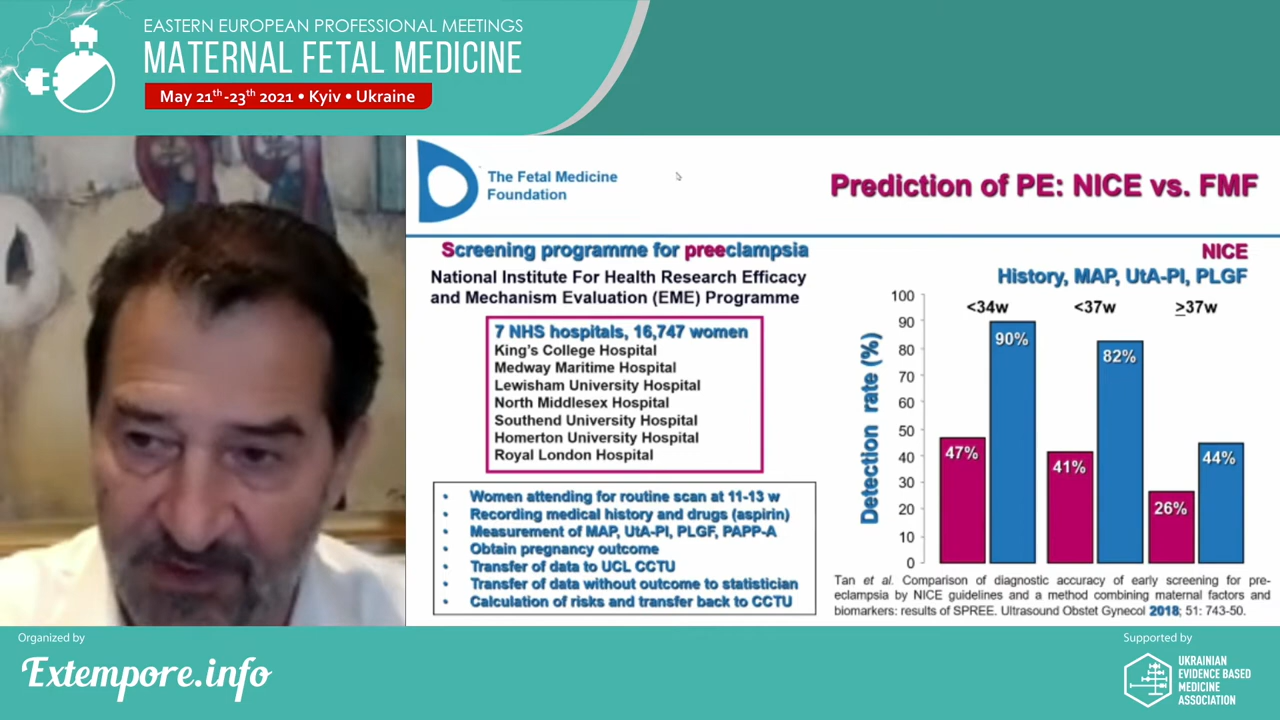 EASTERN EUROPEAN PROFESSIONAL MEETINGS
MATERNAL FETAL MEDICINE
May 21th-23th 2021 • Kyiv • Ukraine
The Fetal Medicine
Foundation
Prediction of PE: NICE vs. FMF
Screening programme for preeclampsia
National Institute For Health Research Efficacy
and Mechanism Evaluation (EME) Programme
7 NHS hospitals, 16,747 women
King's College Hospital
Medway Maritime Hospital
Lewisham University Hospital
North Middlesex Hospital
Southend University Hospital
Homerton University Hospital
Royal London Hospital
• Women attending for routine scan at 11-13 w
• Recording medical history and drugs (aspirin)
• Measurement of MAP, UtA-PI, PLGF, PAPP-A
• Obtain pregnancy outcome
• Transfer of data to UCL CCTU
• Transfer of data without outcome to statistician
• Calculation of risks and transfer back to CCTU
NICE
History, MAP, UtA-PI, PLGF
<34w <37w >37w
Detection rate (%)
100
90
80
70
60
50
40
30
20
10
0
47% 90% 41% 82% 26% 44%
Tan et al. Comparison of diagnostic accuracy of early screening for pre-
eclampsia by NICE guidelines and a method combining maternal factors and
biomarkers: results of SPREE. Ultrasound Obstet Gynecol 2018; 51: 743-50.
Organized by
Extempore.info
Supported by
UKRAINIAN
EVIDENCE BASED
MEDICINE
ASSOCIATION